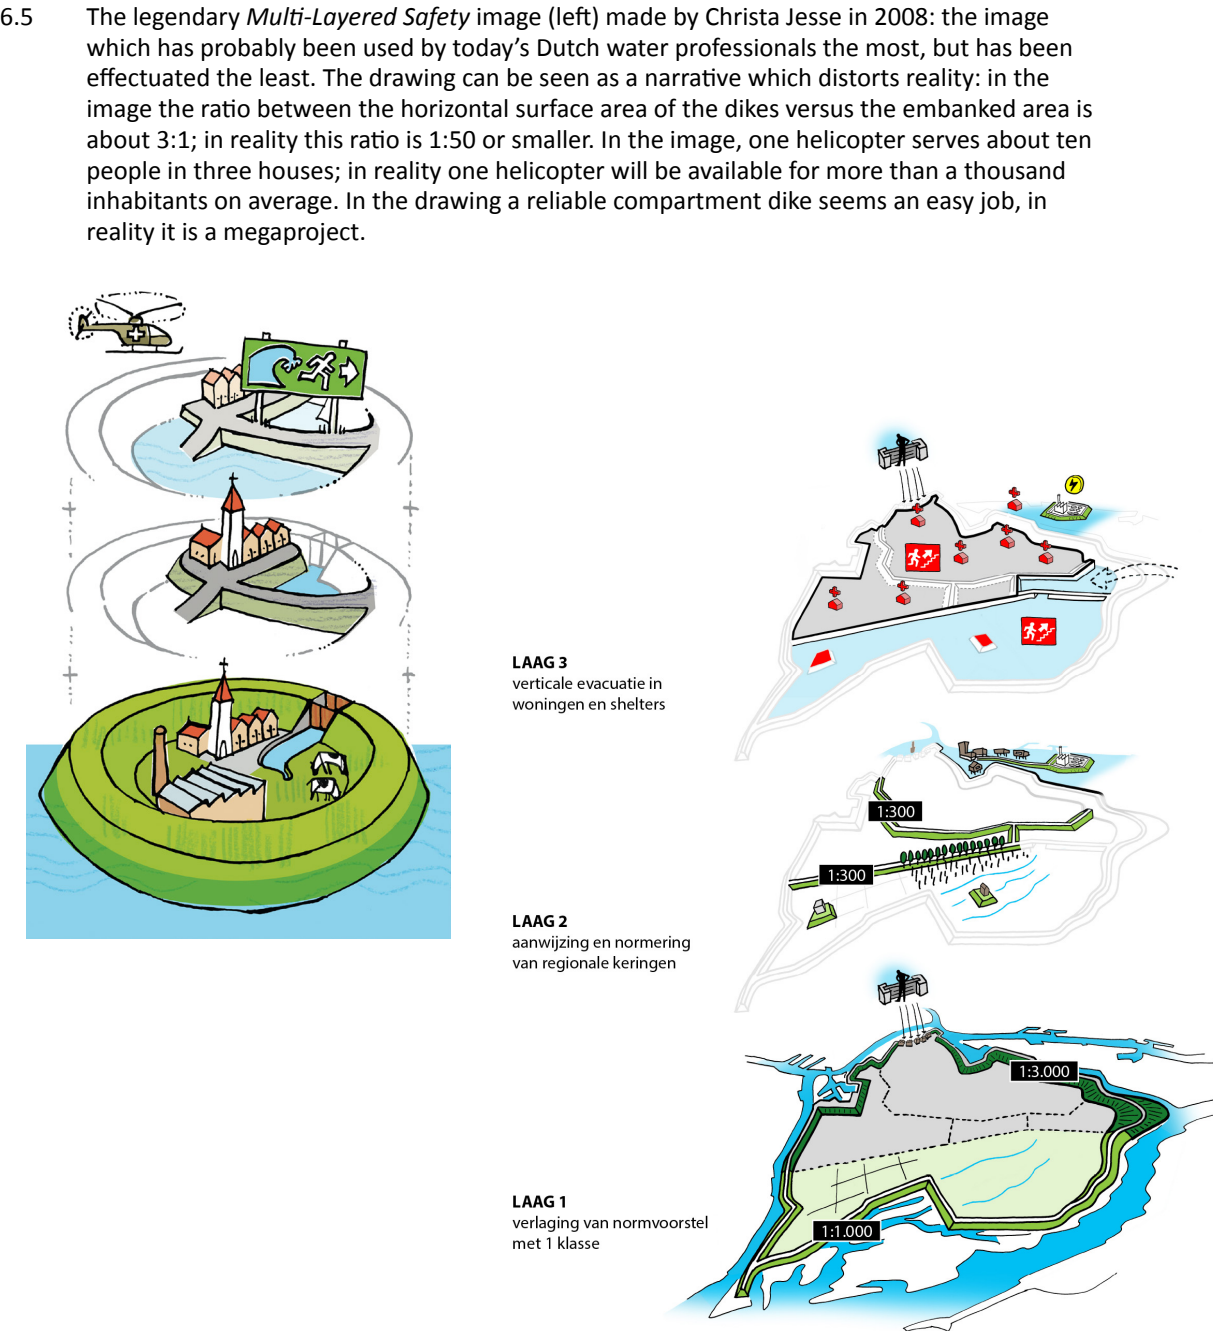 6.5 The legendary Multi-Layered Safety image (left) made by Christa Jesse in 2008: the image
which has probably been used by today’s Dutch water professionals the most, but has been
effectuated the least. The drawing can be seen as a narrative which distorts reality: in the
image the ratio between the horizontal surface area of the dikes versus the embanked area is
about 3:1; in reality this ratio is 1:50 or smaller. In the image, one helicopter serves about ten
people in three houses; in reality one helicopter will be available for more than a thousand
inhabitants on average. In the drawing a reliable compartment dike seems an easy job, in
reality it is a megaproject.
LAAG 3
verticale evacuatie in
woningen en shelters
1:300
1:300
LAAG 2
aanwijzing en normering
van regionale keringen
1:3.000
LAAG 1
verlaging van normvoorstel
met 1 klasse
1:1.000